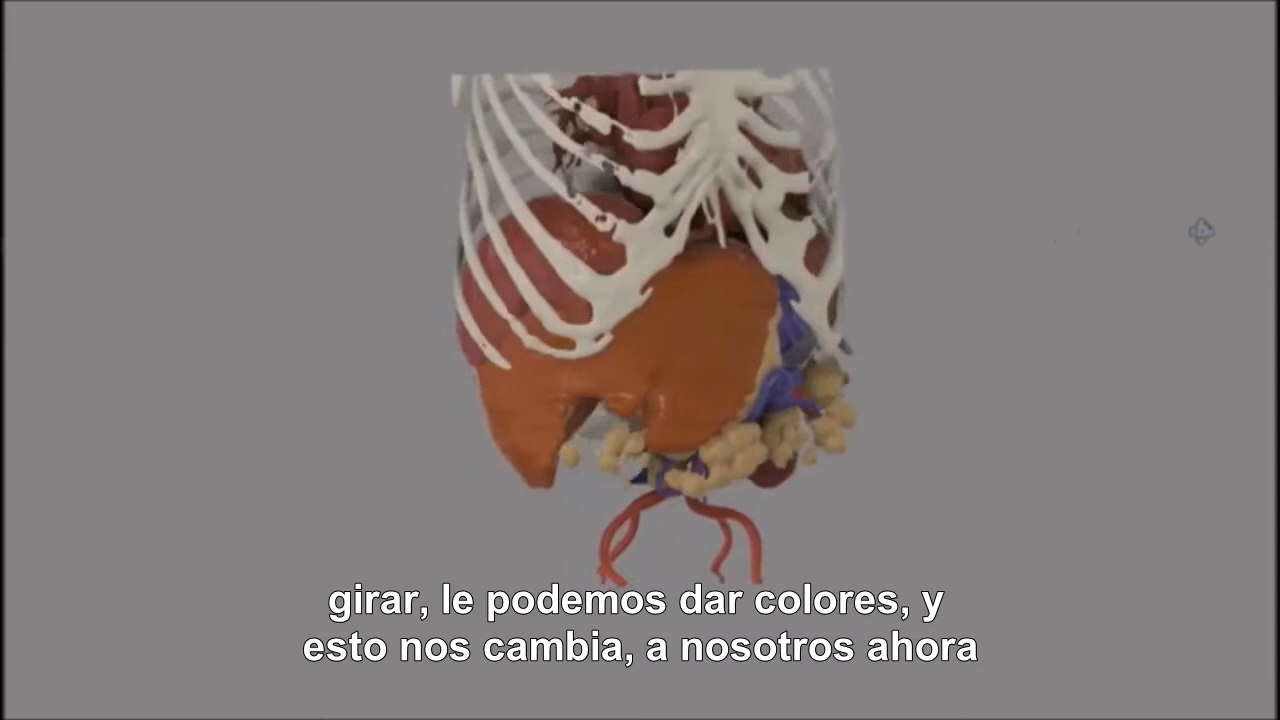 girar, le podemos dar colores, y
esto nos cambia, a nosotros ahora